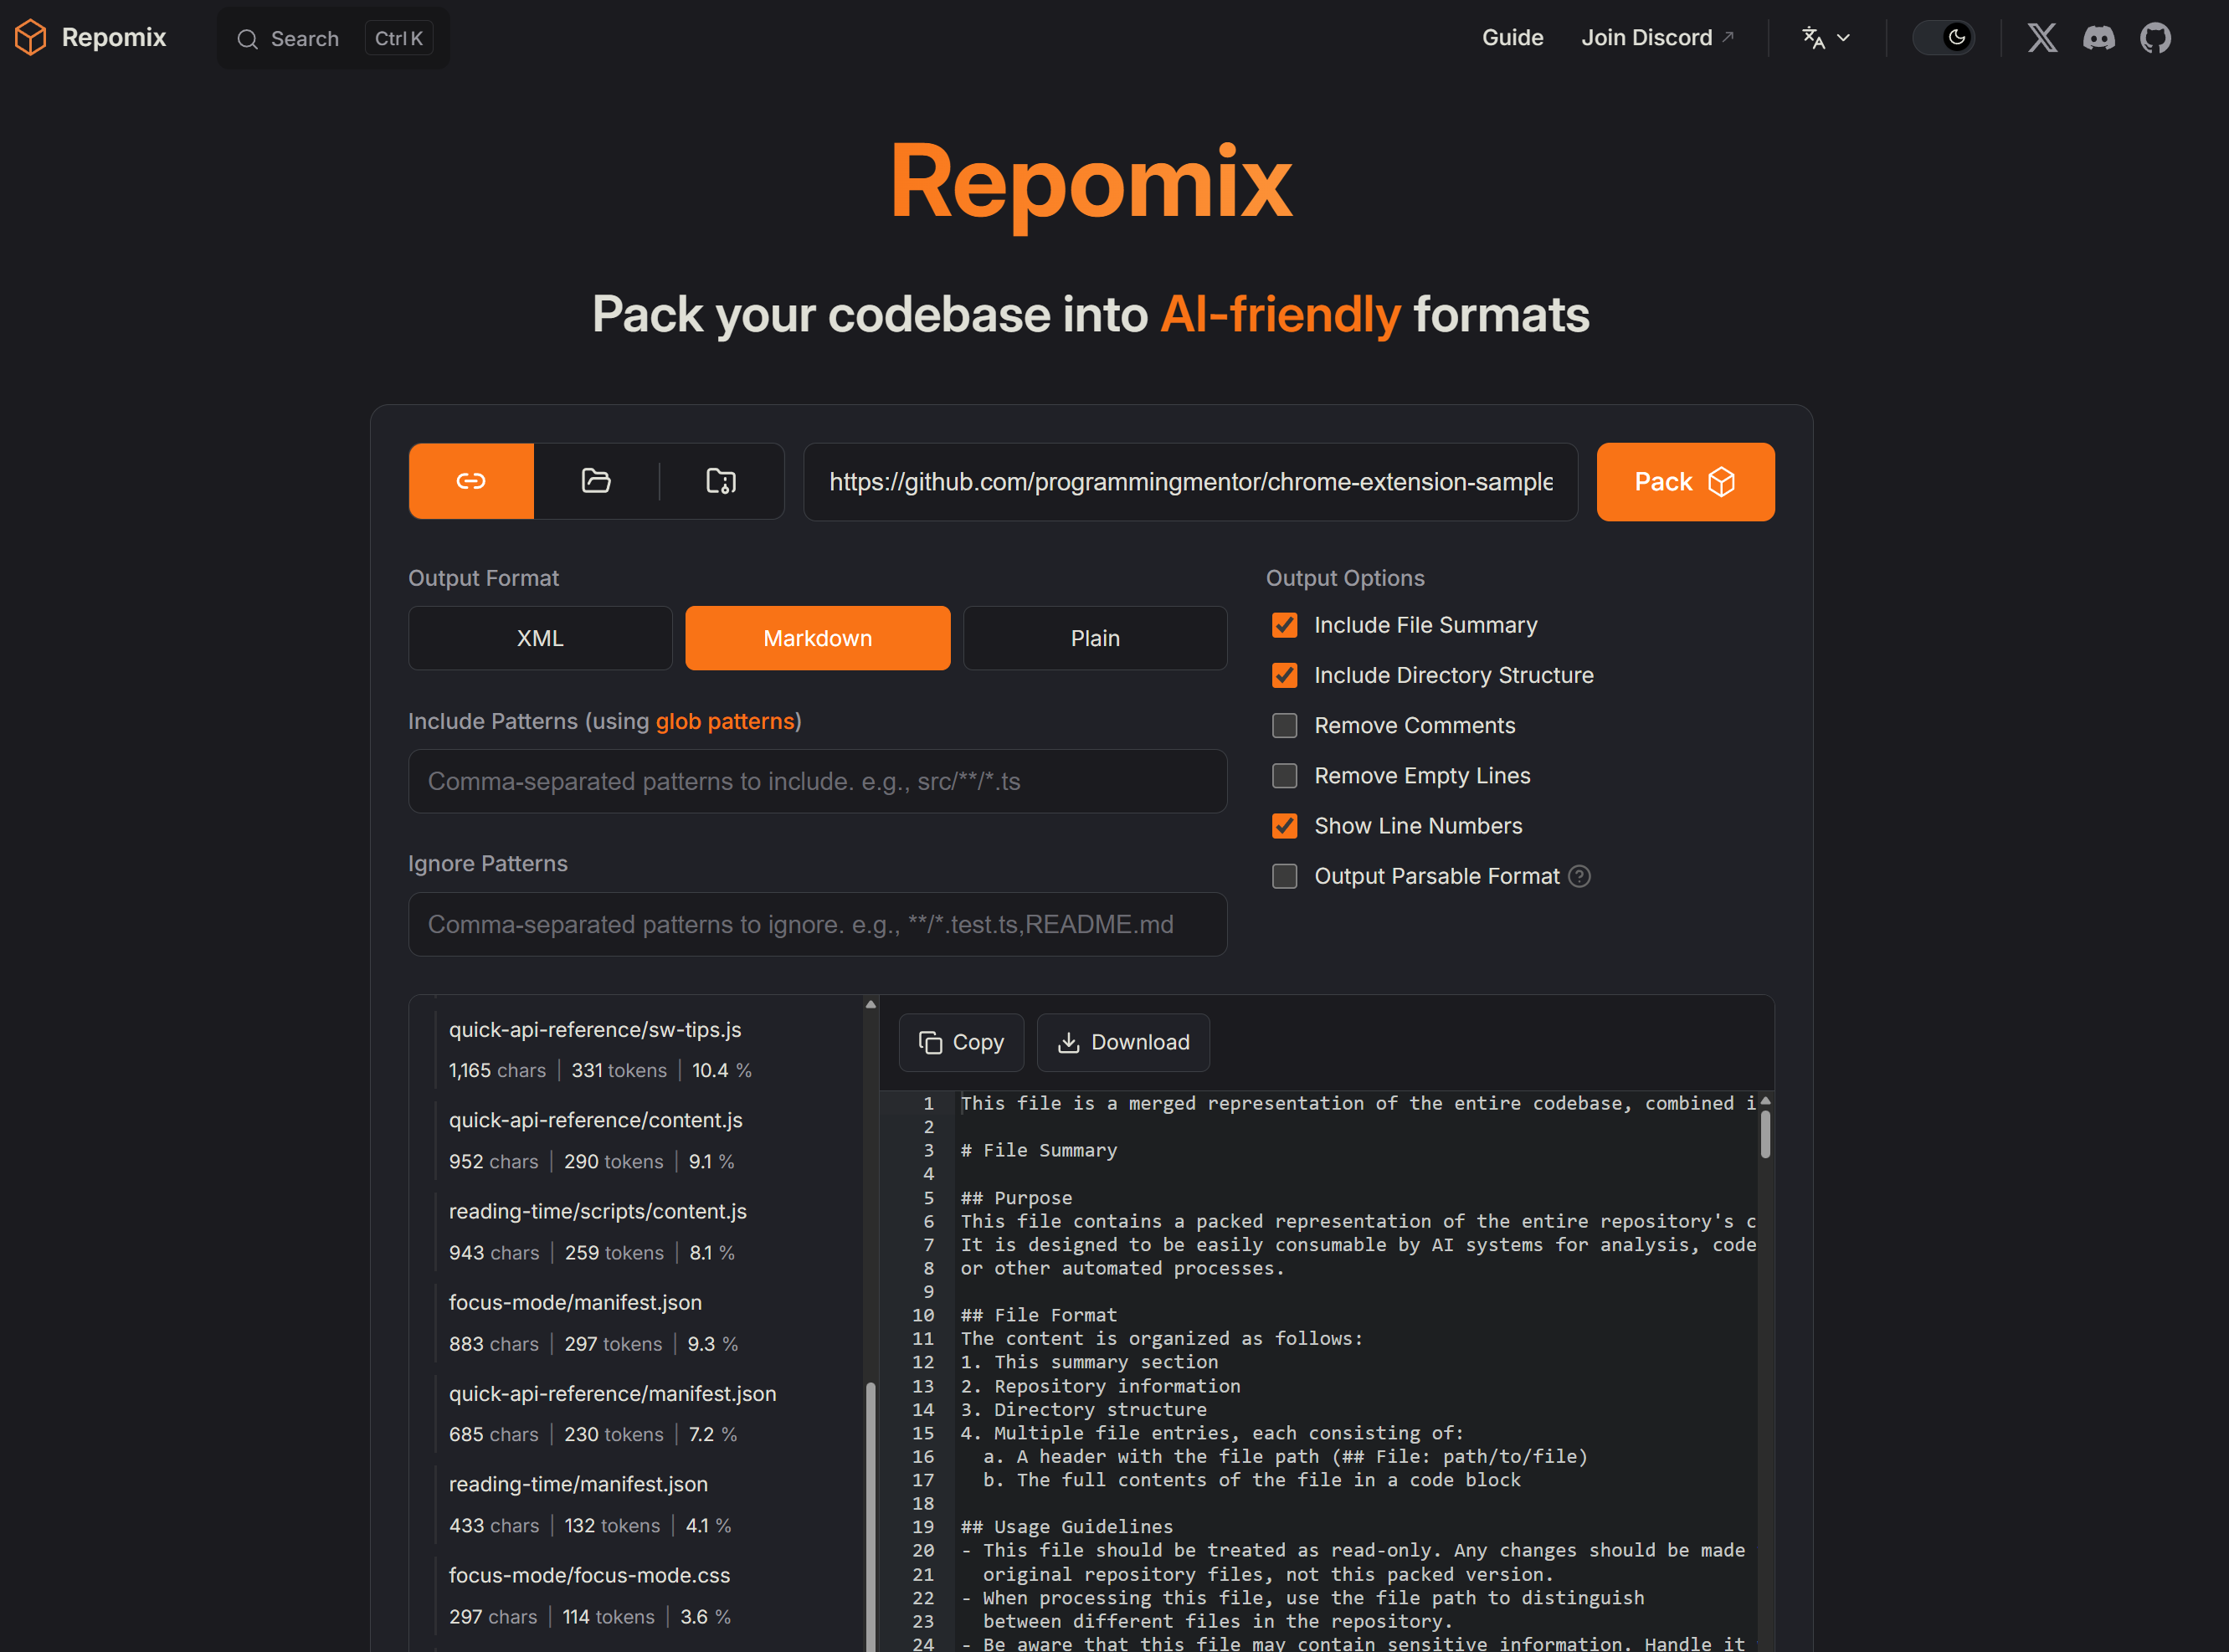 Repomix
Search
Ctrl K
Guide
Join Discord
Repomix
Pack your codebase into AI-friendly formats
https://github.com/programmingmentor/chrome-extension-sample
Pack
Output Format
XML
Markdown
Plain
Include Patterns (using glob patterns)
Comma-separated patterns to include. e.g., src/**/*.ts
Ignore Patterns
Comma-separated patterns to ignore. e.g., **/*.test.ts,README.md
Output Options
Include File Summary
Include Directory Structure
Remove Comments
Remove Empty Lines
Show Line Numbers
Output Parsable Format
quick-api-reference/sw-tips.js
1,165 chars | 331 tokens | 10.4 %
quick-api-reference/content.js
952 chars | 290 tokens | 9.1 %
reading-time/scripts/content.js
943 chars | 259 tokens | 8.1 %
focus-mode/manifest.json
883 chars | 297 tokens | 9.3 %
quick-api-reference/manifest.json
685 chars | 230 tokens | 7.2 %
reading-time/manifest.json
433 chars | 132 tokens | 4.1 %
focus-mode/focus-mode.css
297 chars | 114 tokens | 3.6 %
Copy
Download
1 This file is a merged representation of the entire codebase, combined i
2
3 # File Summary
4
5 ## Purpose
6 This file contains a packed representation of the entire repository's c
7 It is designed to be easily consumable by AI systems for analysis, code
8 or other automated processes.
9
10 ## File Format
11 The content is organized as follows:
12 1. This summary section
13 2. Repository information
14 3. Directory structure
15 4. Multiple file entries, each consisting of:
16   a. A header with the file path (## File: path/to/file)
17   b. The full contents of the file in a code block
18
19 ## Usage Guidelines
20 - This file should be treated as read-only. Any changes should be made
21   original repository files, not this packed version.
22 - When processing this file, use the file path to distinguish
23   between different files in the repository.
24 - Be aware that this file may contain sensitive information. Handle it